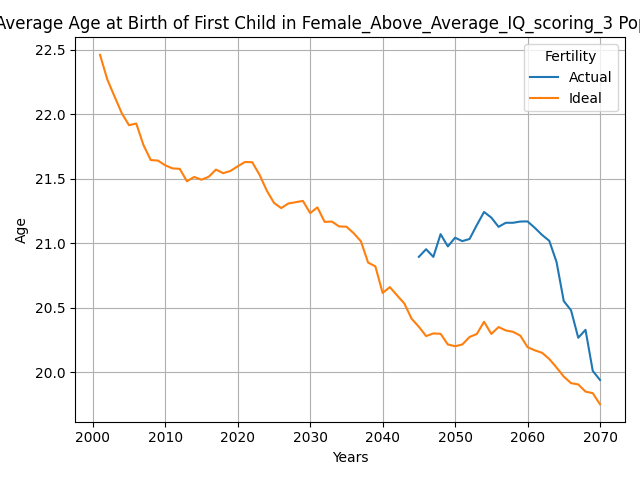 Average Age at Birth of First Child in Female_Above_Average_IQ_scoring_3 Po
Fertility
Actual
Ideal
22.5
22.0
21.5
21.0
20.5
20.0
Age
2000 2010 2020 2030 2040 2050 2060 2070
Years